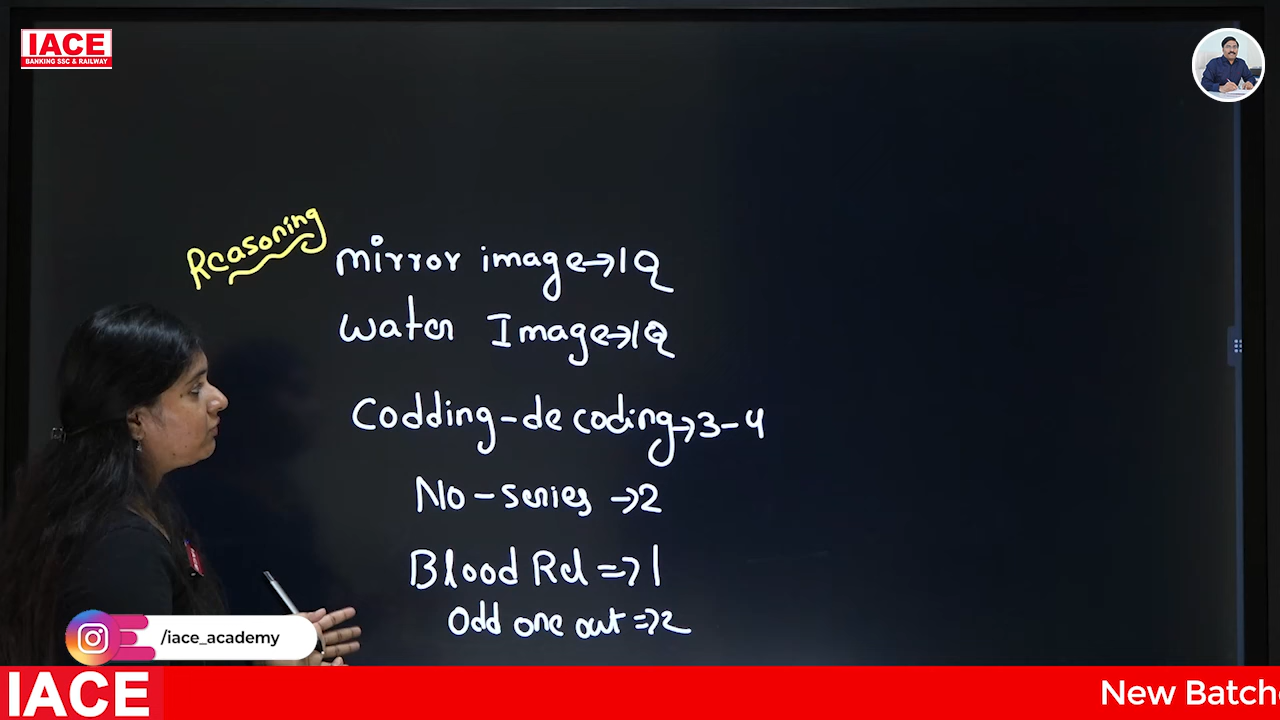 IACE
BANKING SSC & RAILWAY
Reasoning
mirror image→1Q
Water Image→1Q
Codding-decoding→3-4
No-series→2
Blood Rel⇒1
Odd one out⇒2
/iace_academy
IACE
New Batche